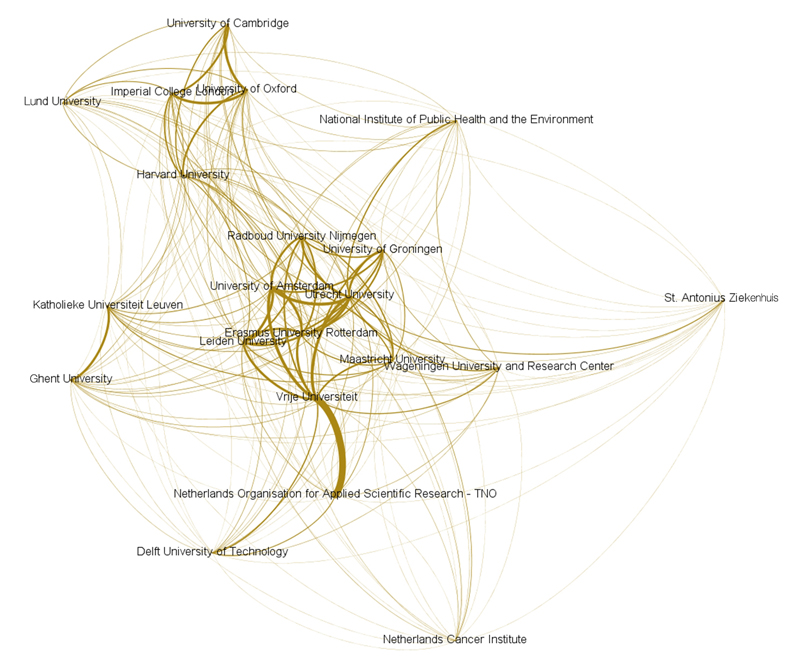 University of Cambridge
Imperial College London
University of Oxford
Lund University
National Institute of Public Health and the Environment
Harvard University
Radboud University Nijmegen
University of Groningen
University of Amsterdam
Utrecht University
St. Antonius Ziekenhuis
Katholieke Universiteit Leuven
Erasmus University Rotterdam
Leiden University
Maastricht University
Wageningen University and Research Center
Ghent University
Vrije Universiteit
Netherlands Organisation for Applied Scientific Research - TNO
Delft University of Technology
Netherlands Cancer Institute